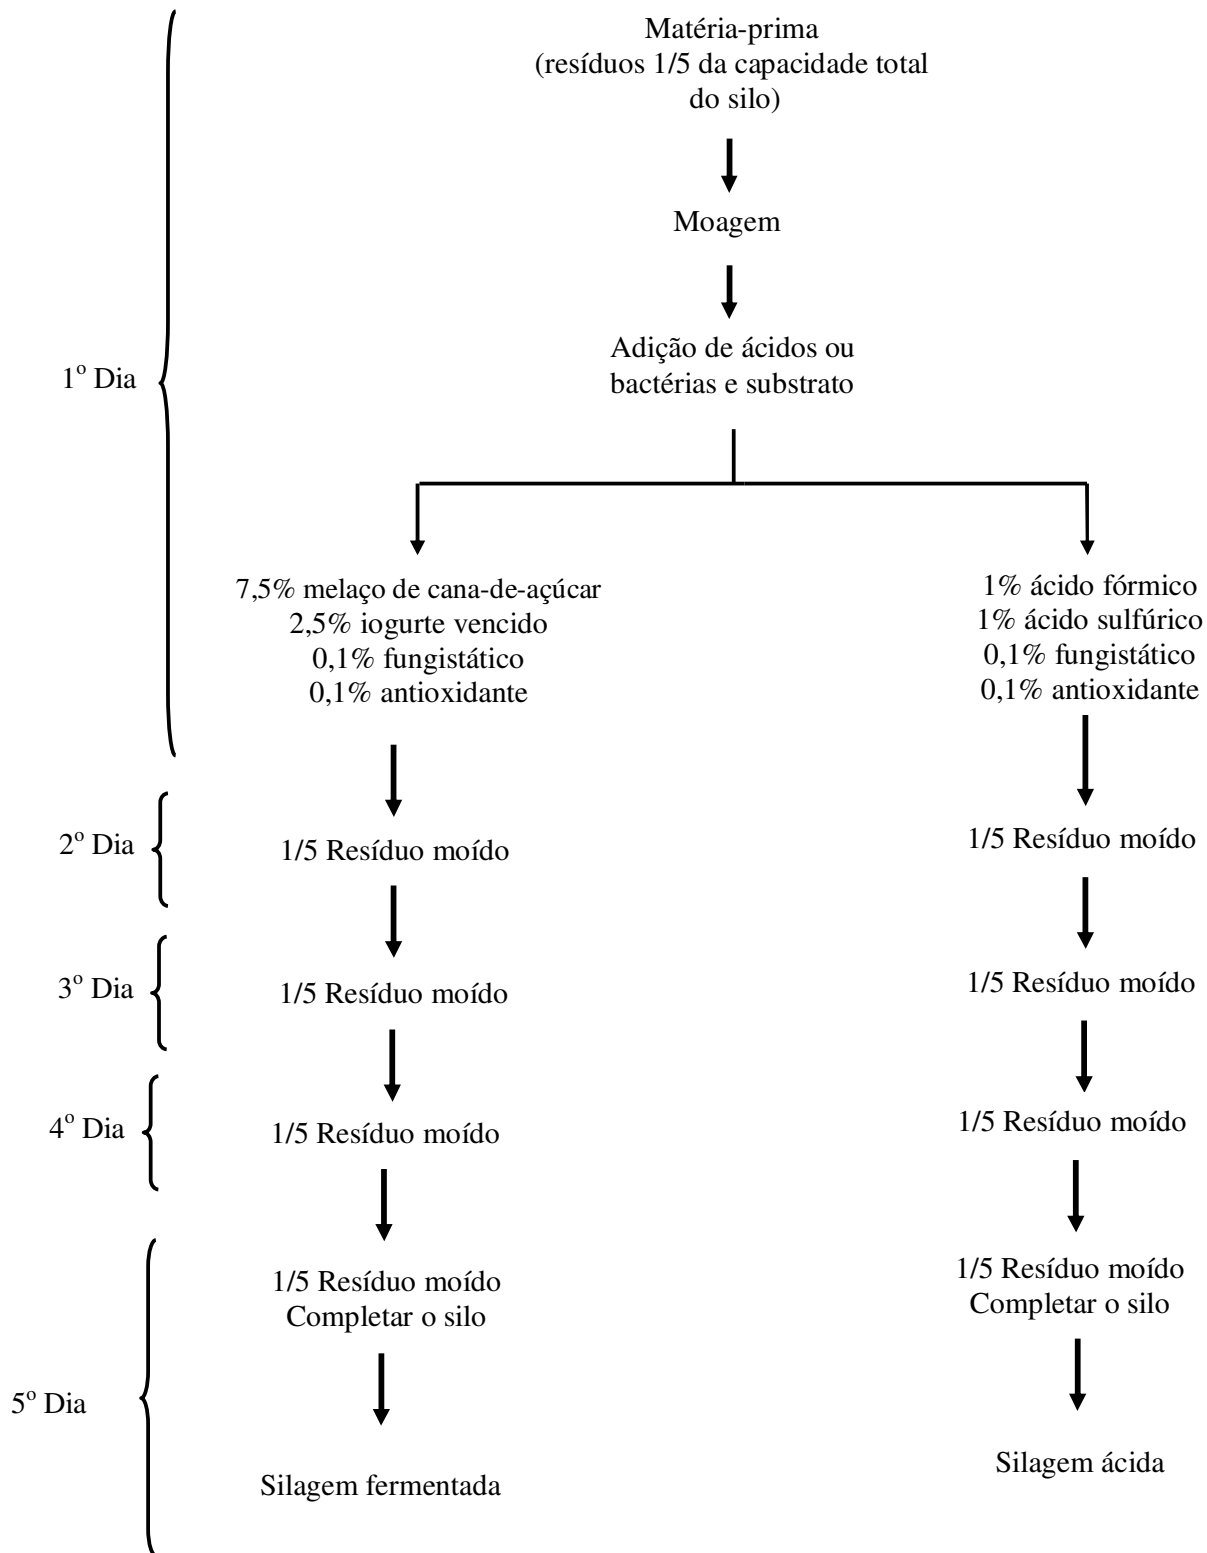 Matéria-prima
(resíduos 1/5 da capacidade total
do silo)
Moagem
Adição de ácidos ou
bactérias e substrato
1º Dia
7,5% melaço de cana-de-açúcar
2,5% iogurte vencido
0,1% fungistático
0,1% antioxidante
1% ácido fórmico
1% ácido sulfúrico
0,1% fungistático
0,1% antioxidante
2º Dia
1/5 Resíduo moído
1/5 Resíduo moído
3º Dia
1/5 Resíduo moído
1/5 Resíduo moído
4º Dia
1/5 Resíduo moído
1/5 Resíduo moído
5º Dia
1/5 Resíduo moído
Completar o silo
1/5 Resíduo moído
Completar o silo
Silagem fermentada
Silagem ácida